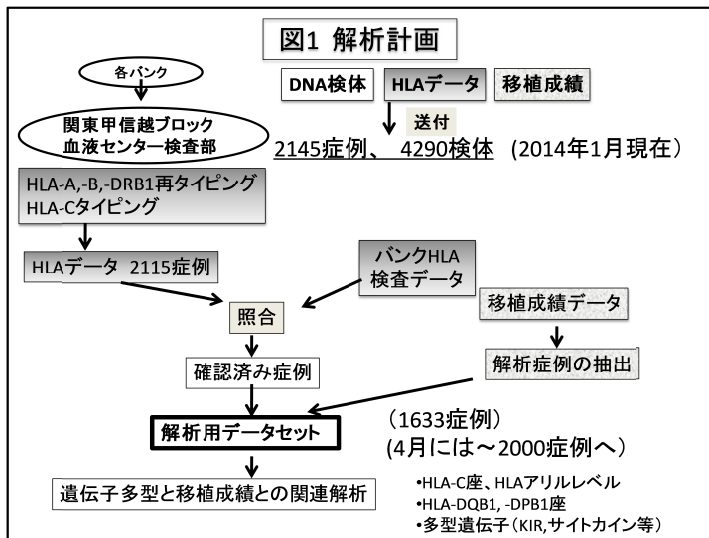 図1 解析計画
各バンク
DNA検体
HLAデータ
移植成績
関東甲信越ブロック
血液センター検査部
送付
2145症例、 4290検体 (2014年1月現在)
HLA-A,-B,-DRB1再タイピング
HLA-Cタイピング
HLAデータ 2115症例
バンクHLA
検査データ
移植成績データ
照合
確認済み症例
解析症例の抽出
解析用データセット
(1633症例)
(4月には～2000症例へ)
遺伝子多型と移植成績との関連解析
•HLA-C座、HLAアリルレベル
•HLA-DQB1, -DPB1座
•多型遺伝子(KIR,サイトカイン等)